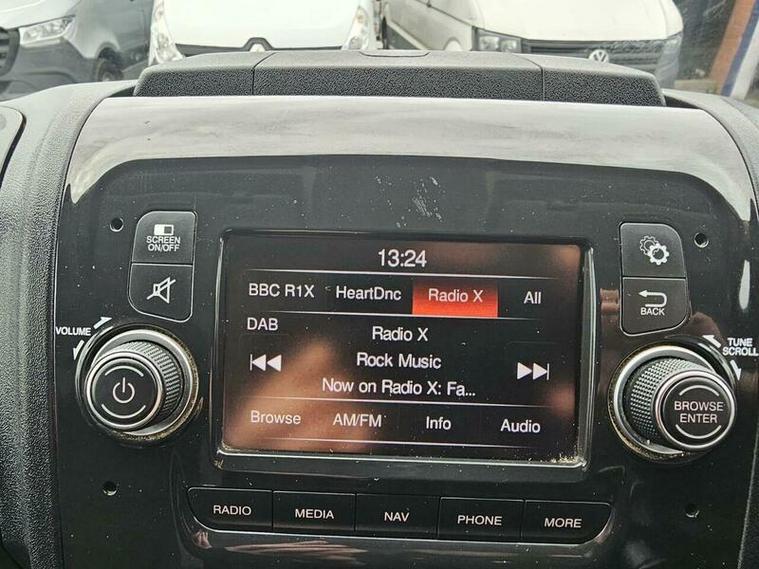 SCREEN
ON/OFF
VOLUME
13:24
BBC R1X HeartDnc Radio X All
DAB
Radio X
Rock Music
Now on Radio X: Fa...
Browse AM/FM Info Audio
BACK
TUNE
SCROLL
BROWSE
ENTER
RADIO MEDIA NAV PHONE MORE